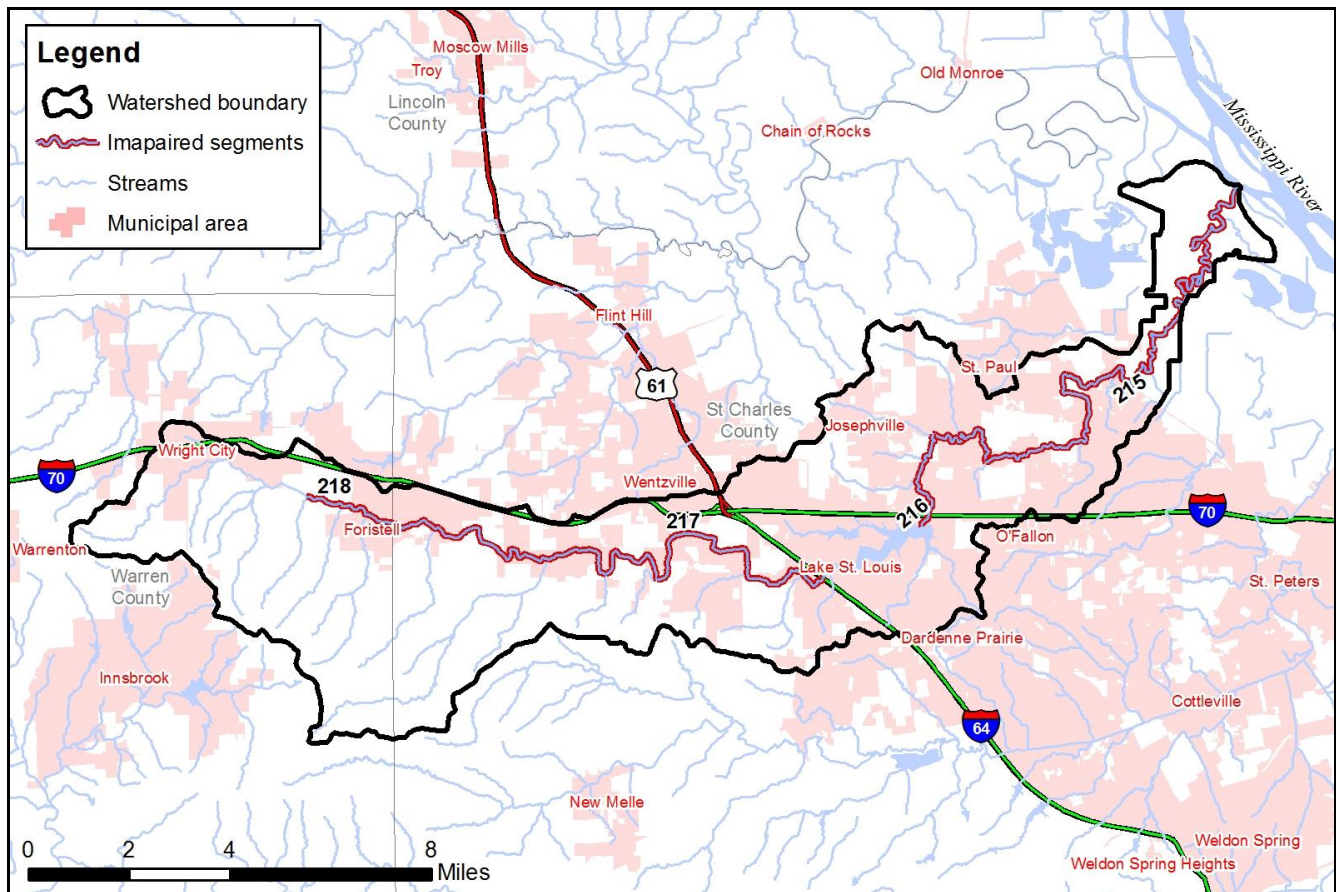 Legend
Watershed boundary
Imapaired segments
Streams
Municipal area
Moscow Mills
Troy
Lincoln
County
Old Monroe
Chain of Rocks
Mississippi River
Flint Hill
61
St Charles
County
St. Paul
215
Josephville
Wright City
70
218
Wentzville
217
216
70
Foristell
O'Fallon
Warrenton
Warren
County
Lake St. Louis
St. Peters
Dardenne Prairie
Innsbrook
Cottleville
64
New Melle
Weldon Spring
Weldon Spring Heights
0 2 4 8
Miles